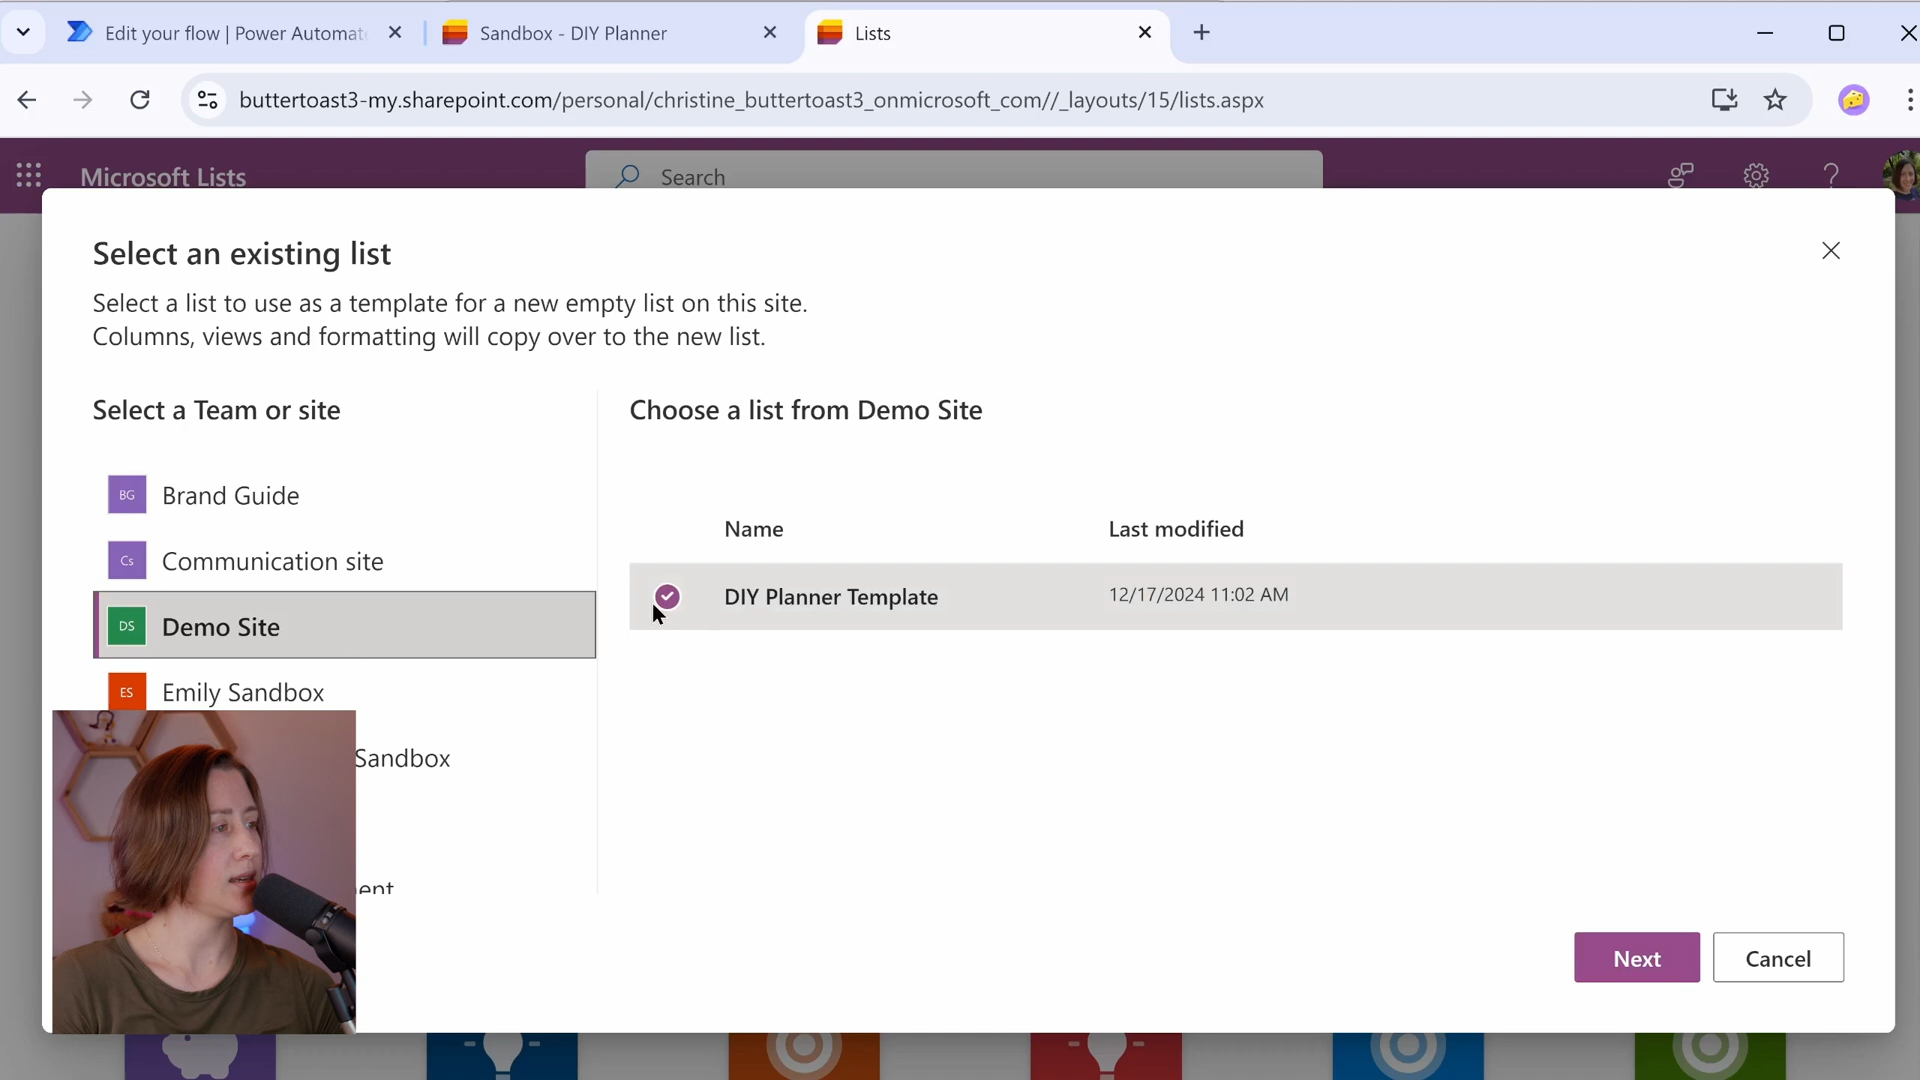 Edit your flow | Power Automate
Sandbox - DIY Planner
Lists
buttertoast3-my.sharepoint.com/personal/christine_buttertoast3_onmicrosoft_com//_layouts/15/lists.aspx
Microsoft Lists
Search
Select an existing list
Select a list to use as a template for a new empty list on this site.
Columns, views and formatting will copy over to the new list.
Select a Team or site
Choose a list from Demo Site
BG Brand Guide
Name Last modified
Cs Communication site
DIY Planner Template 12/17/2024 11:02 AM
DS Demo Site
ES Emily Sandbox
Sandbox
Next
Cancel